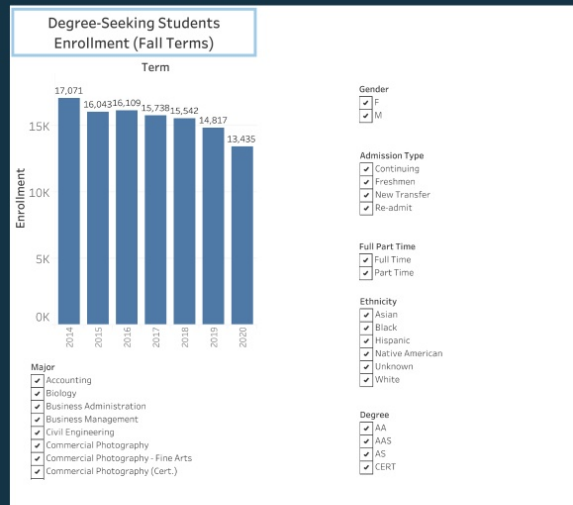 Degree-Seeking Students
Enrollment (Fall Terms)
Term
17,071
16,043
16,109
15,738
15,542
14,817
13,435
15K
10K
5K
0K
Enrollment
2014
2015
2016
2017
2018
2019
2020
Major
Accounting
Biology
Business Administration
Business Management
Civil Engineering
Commercial Photography
Commercial Photography - Fine Arts
Commercial Photography (Cert.)
Gender
F
M
Admission Type
Continuing
Freshmen
New Transfer
Re-admit
Full Part Time
Full Time
Part Time
Ethnicity
Asian
Black
Hispanic
Native American
Unknown
White
Degree
AA
AAS
AS
CERT